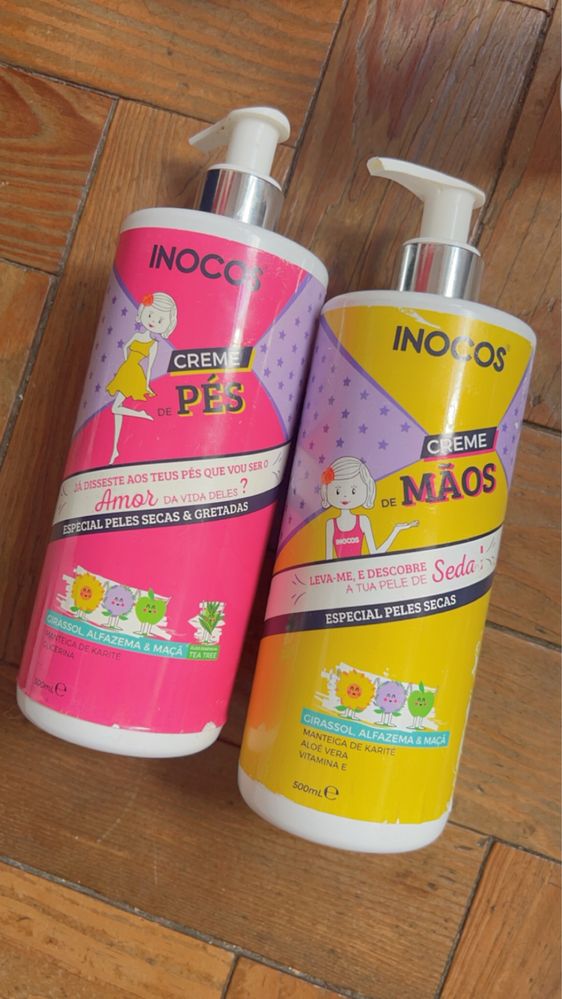 INOCOS
CREME
DE PÉS
JÁ DISSESTE AOS TEUS PÉS QUE VOU SER O
Amor DA VIDA DELES?
ESPECIAL PELES SECAS & GRETADAS
GIRASSOL, ALFAZEMA & MAÇÃ
MANTEIGA DE KARITÉ
GLICERINA
TEA TREE
500mL e
INOCOS
CREME
DE MÃOS
INOCOS
LEVA-ME, E DESCOBRE
A TUA PELE DE Seda!
ESPECIAL PELES SECAS
GIRASSOL, ALFAZEMA & MAÇÃ
MANTEIGA DE KARITÉ
ALOÉ VERA
VITAMINA E
500mL e